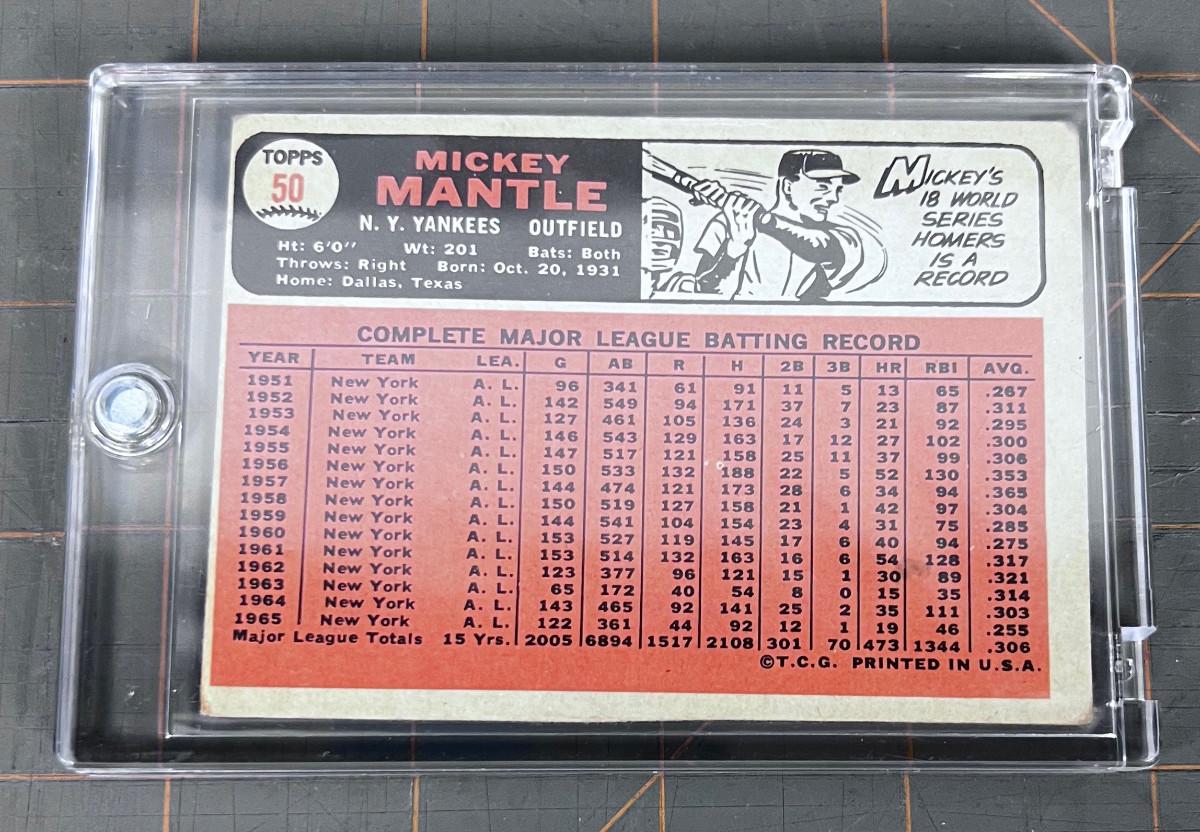 TOPPS
50
MICKEY
MANTLE
N. Y. YANKEES OUTFIELD
Ht: 6'0" Wt: 201 Bats: Both
Throws: Right Born: Oct. 20, 1931
Home: Dallas, Texas
MICKEY'S
18 WORLD
SERIES
HOMERS
IS A
RECORD
COMPLETE MAJOR LEAGUE BATTING RECORD
YEAR TEAM LEA. G AB R H 2B 3B HR RBI AVG.
1951 New York A. L. 96 341 61 91 11 5 13 65 .267
1952 New York A. L. 142 549 94 171 37 7 23 87 .311
1953 New York A. L. 127 461 105 136 24 3 21 92 .295
1954 New York A. L. 146 543 129 163 17 12 27 102 .300
1955 New York A. L. 147 517 121 158 25 11 37 99 .306
1956 New York A. L. 150 533 132 188 22 5 52 130 .353
1957 New York A. L. 144 474 121 173 28 6 34 94 .365
1958 New York A. L. 150 519 127 158 21 1 42 97 .304
1959 New York A. L. 144 541 104 154 23 4 31 75 .285
1960 New York A. L. 153 527 119 145 17 6 40 94 .275
1961 New York A. L. 153 514 132 163 16 6 54 128 .317
1962 New York A. L. 123 377 96 121 15 1 30 89 .321
1963 New York A. L. 65 172 40 54 8 0 15 35 .314
1964 New York A. L. 143 465 92 141 25 2 35 111 .303
1965 New York A. L. 122 361 44 92 12 1 19 46 .255
Major League Totals 15 Yrs. 2005 6894 1517 2108 301 70 473 1344 .306
©T.C.G. PRINTED IN U.S.A.